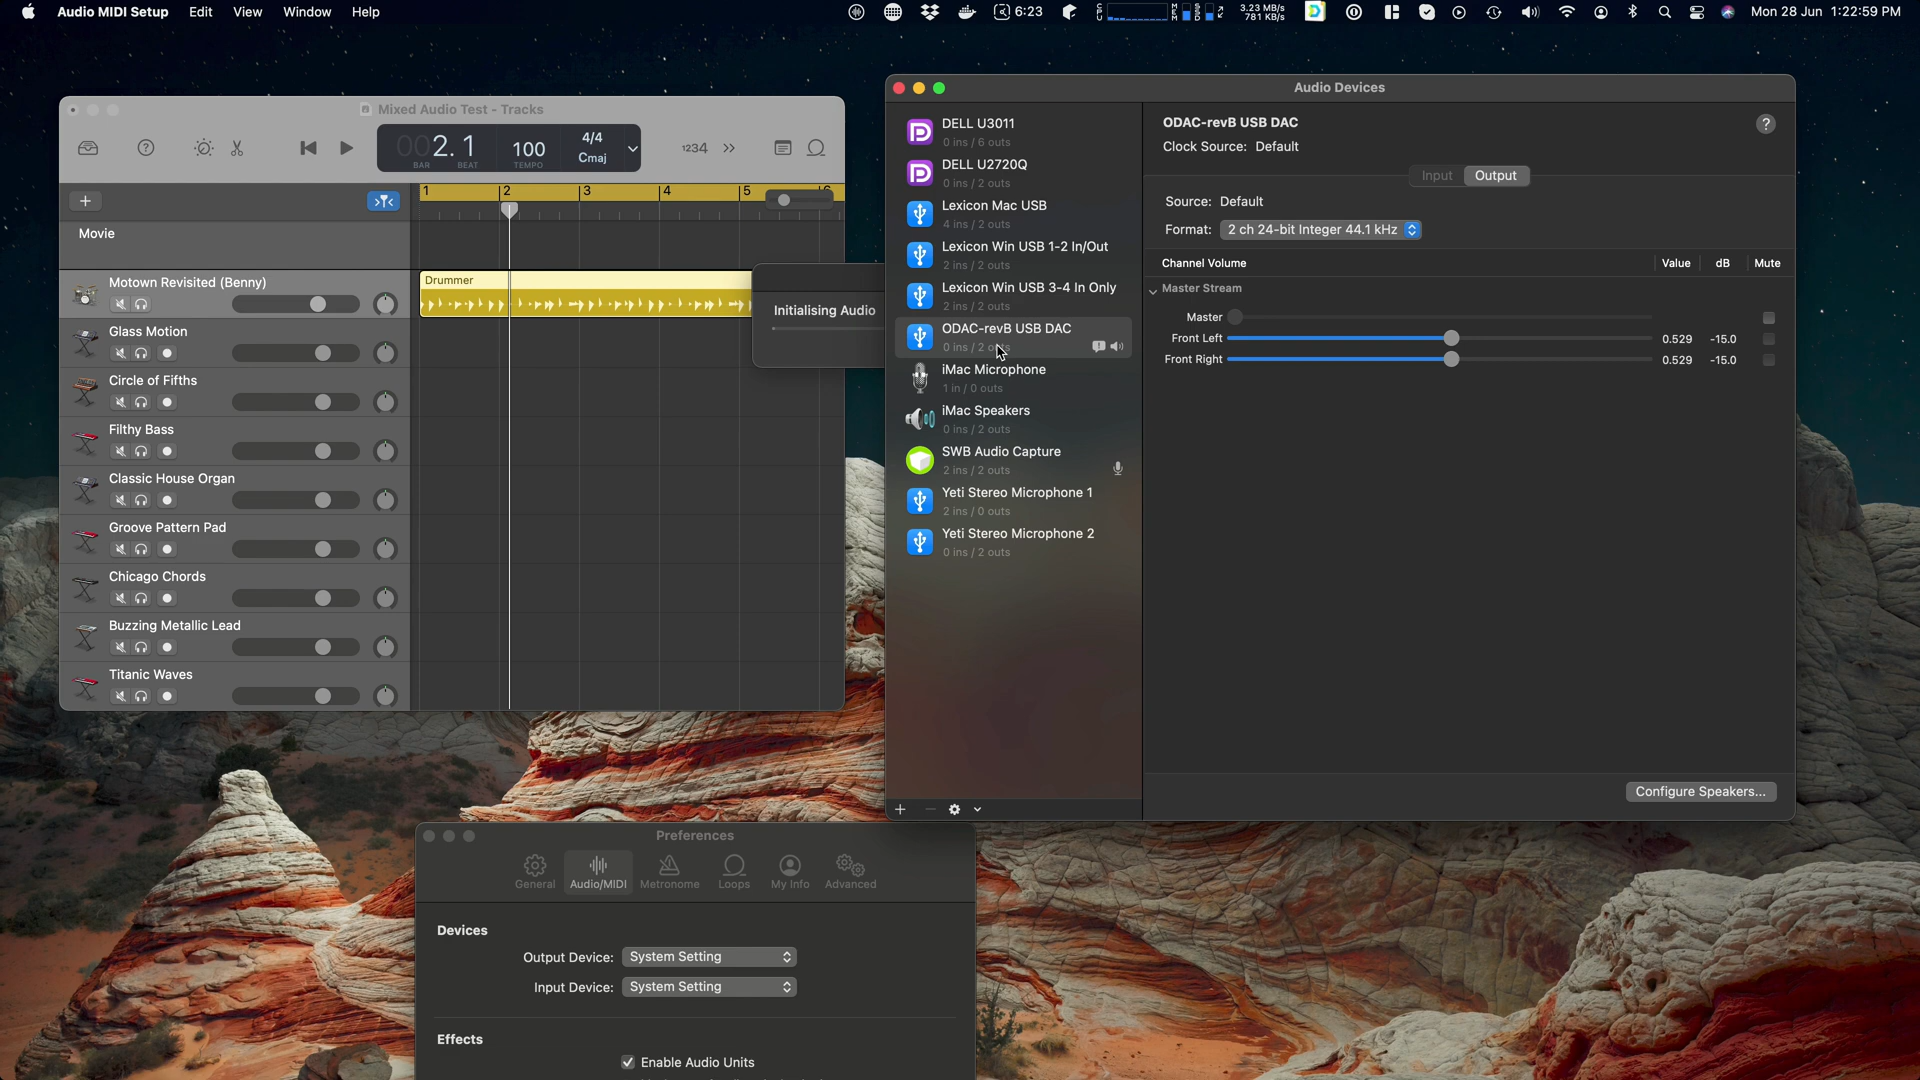 Audio MIDI Setup Edit View Window Help
6:23
CPU
MEM
SSD
3.23 MB/s
781 KB/s
Mon 28 Jun 1:22:59 PM
Mixed Audio Test - Tracks
002.1
BAR BEAT
100
TEMPO
4/4
Cmaj
1234
1 2 3 4 5 6
Movie
Motown Revisited (Benny)
Drummer
Glass Motion
Circle of Fifths
Filthy Bass
Classic House Organ
Groove Pattern Pad
Chicago Chords
Buzzing Metallic Lead
Titanic Waves
Initialising Audio
Audio Devices
DELL U3011
0 ins / 6 outs
DELL U2720Q
0 ins / 2 outs
Lexicon Mac USB
4 ins / 2 outs
Lexicon Win USB 1-2 In/Out
2 ins / 2 outs
Lexicon Win USB 3-4 In Only
2 ins / 2 outs
ODAC-revB USB DAC
0 ins / 2 outs
iMac Microphone
1 in / 0 outs
iMac Speakers
0 ins / 2 outs
SWB Audio Capture
2 ins / 2 outs
Yeti Stereo Microphone 1
2 ins / 0 outs
Yeti Stereo Microphone 2
0 ins / 2 outs
ODAC-revB USB DAC
Clock Source: Default
?
Input Output
Source: Default
Format: 2 ch 24-bit Integer 44.1 kHz
Channel Volume Value dB Mute
Master Stream
Master
Front Left 0.529 -15.0
Front Right 0.529 -15.0
Configure Speakers...
Preferences
General Audio/MIDI Metronome Loops My Info Advanced
Devices
Output Device: System Setting
Input Device: System Setting
Effects
Enable Audio Units